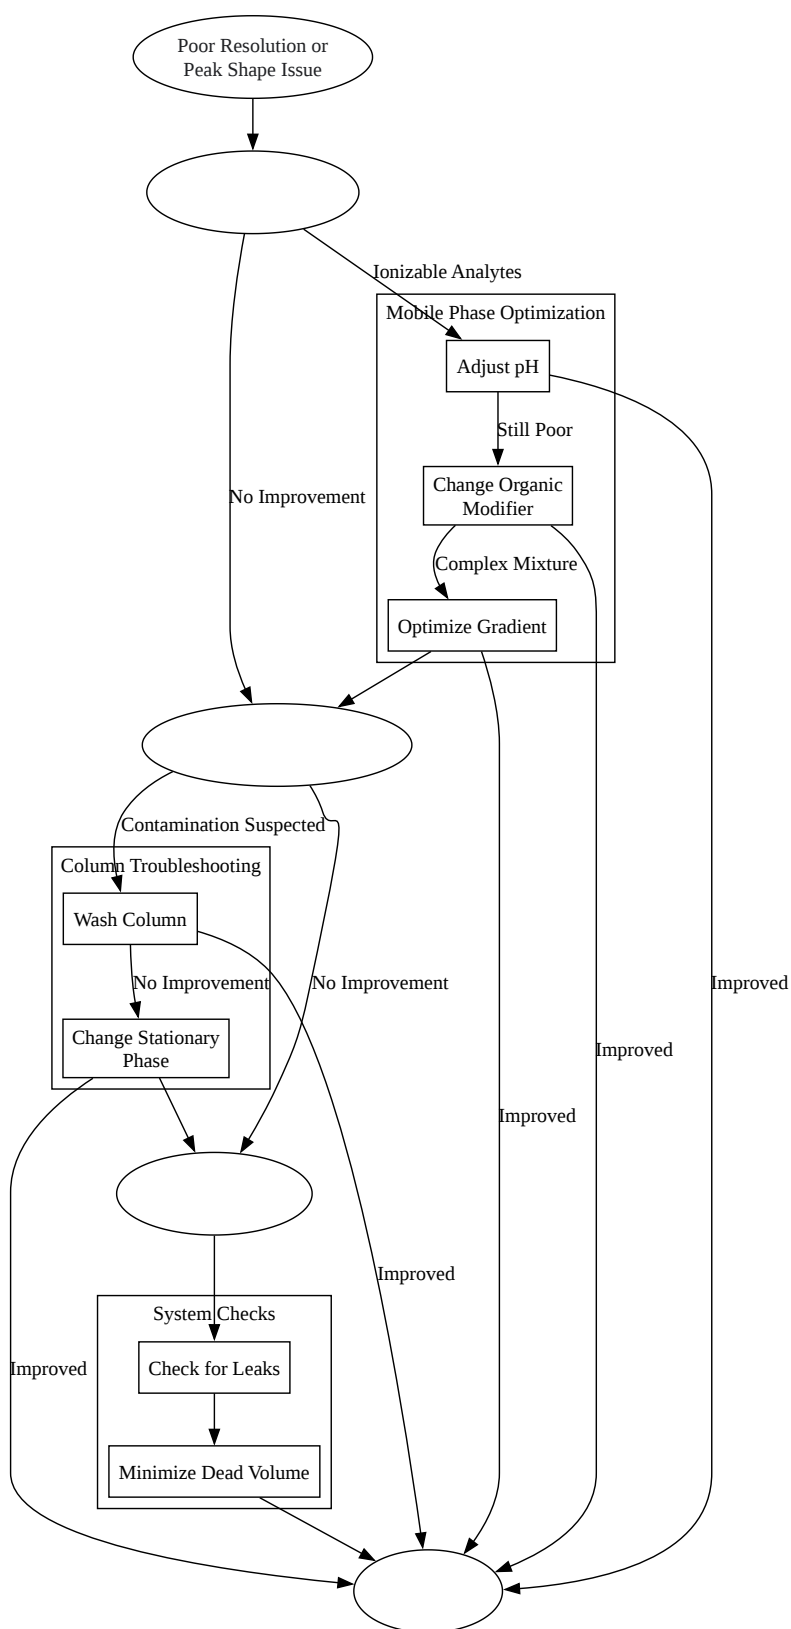 Poor Resolution or
Peak Shape Issue
Ionizable Analytes
Mobile Phase Optimization
Adjust pH
Still Poor
Change Organic
Modifier
No Improvement
Complex Mixture
Optimize Gradient
Contamination Suspected
Column Troubleshooting
Wash Column
No Improvement
No Improvement
Improved
Change Stationary
Phase
Improved
Improved
Improved
System Checks
Check for Leaks
Improved
Minimize Dead Volume